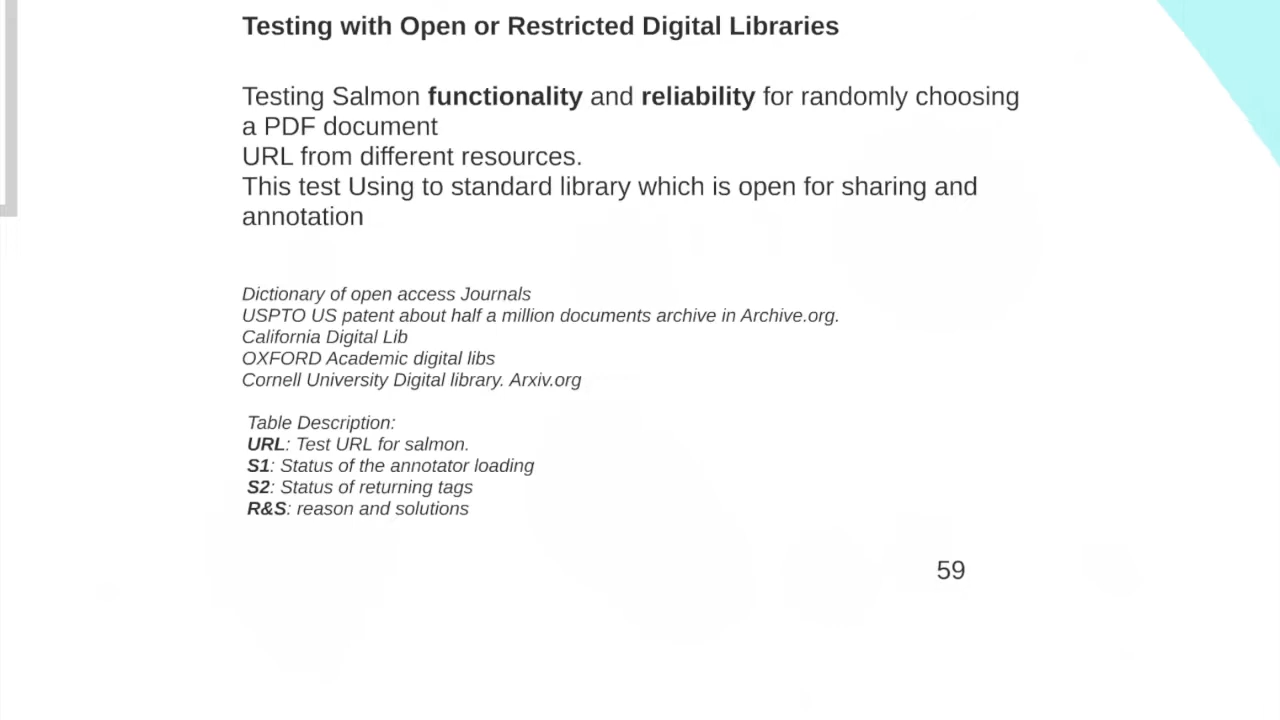 Testing with Open or Restricted Digital Libraries
Testing Salmon functionality and reliability for randomly choosing
a PDF document
URL from different resources.
This test Using to standard library which is open for sharing and
annotation
Dictionary of open access Journals
USPTO US patent about half a million documents archive in Archive.org.
California Digital Lib
OXFORD Academic digital libs
Cornell University Digital library. Arxiv.org
Table Description:
URL: Test URL for salmon.
S1: Status of the annotator loading
S2: Status of returning tags
R&S: reason and solutions
59